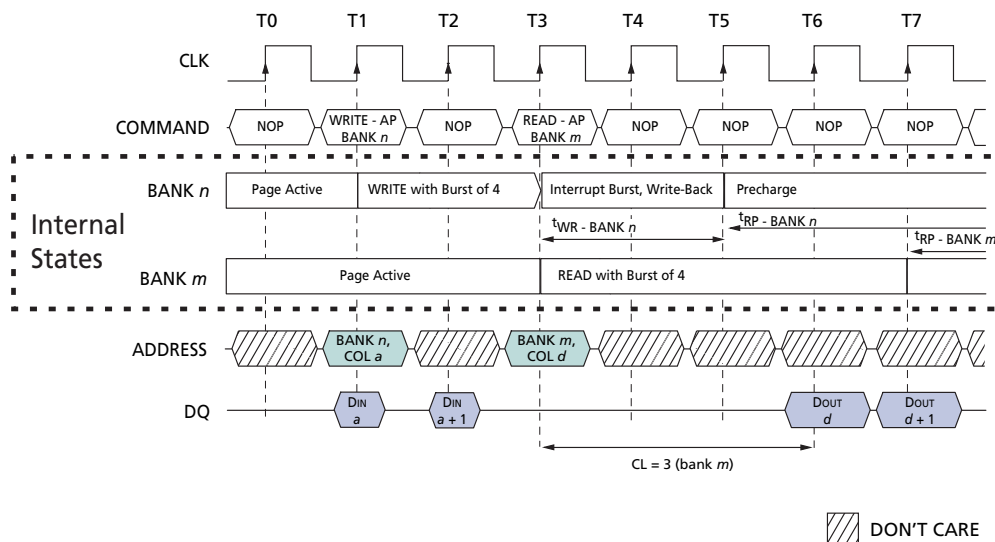 T0 T1 T2 T3 T4 T5 T6 T7
CLK
COMMAND NOP WRITE - AP BANK n NOP READ - AP BANK m NOP NOP NOP NOP
Internal States
BANK n Page Active WRITE with Burst of 4 Interrupt Burst, Write-Back Precharge
tWR - BANK n tRP - BANK n
tRP - BANK m
BANK m Page Active READ with Burst of 4
ADDRESS BANK n, COL a BANK m, COL d
DQ DIN a DIN a + 1 DOUT d DOUT d + 1
CL = 3 (bank m)
DON'T CARE